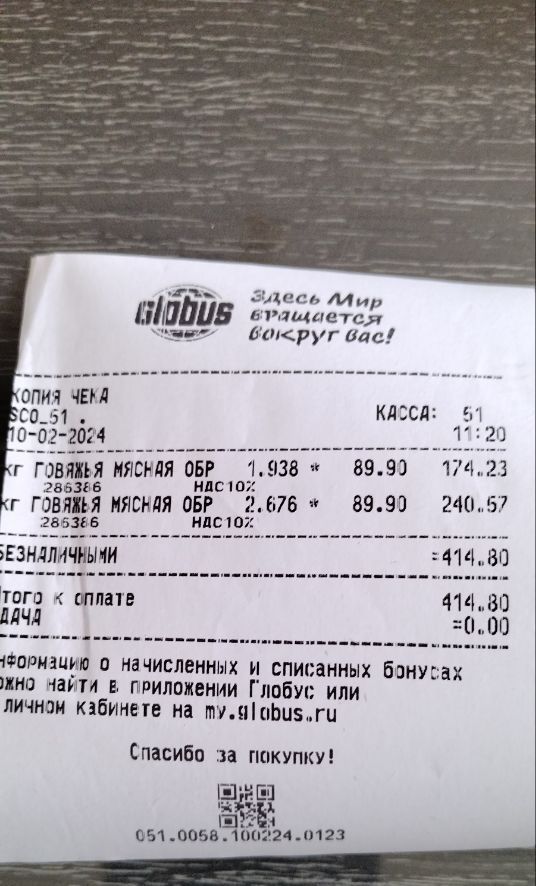 Globus
Здесь Мир
вращается
вокруг вас!
КОПИЯ ЧЕКА
SCO_51 . КАССА: 51
10-02-2024 11:20
кг ГОВЯЖЬЯ МЯСНАЯ ОБР 1.938 * 89.90 174.23
286386 НДС10%
кг ГОВЯЖЬЯ МЯСНАЯ ОБР 2.676 * 89.90 240.57
286386 НДС10%
БЕЗНАЛИЧНЫМИ =414.80
Итого к оплате 414.80
ДАЧА =0.00
нформацию о начисленных и списанных бонусах
ожно найти в приложении Глобус или
личном кабинете на my.globus.ru
Спасибо за покупку!
051.0058.100224.0123